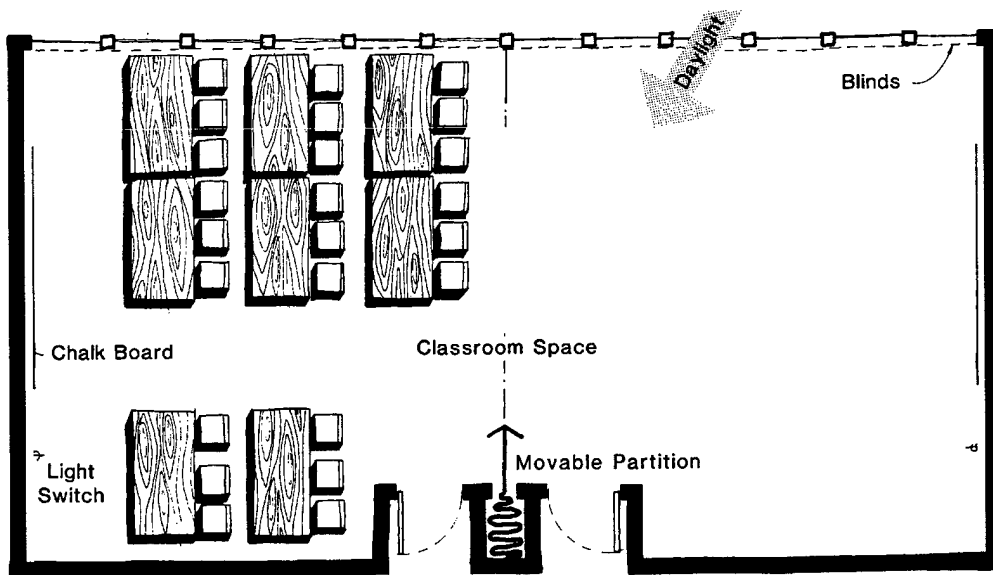 Daylight
Blinds
Chalk Board
Classroom Space
Light
Switch
Movable Partition